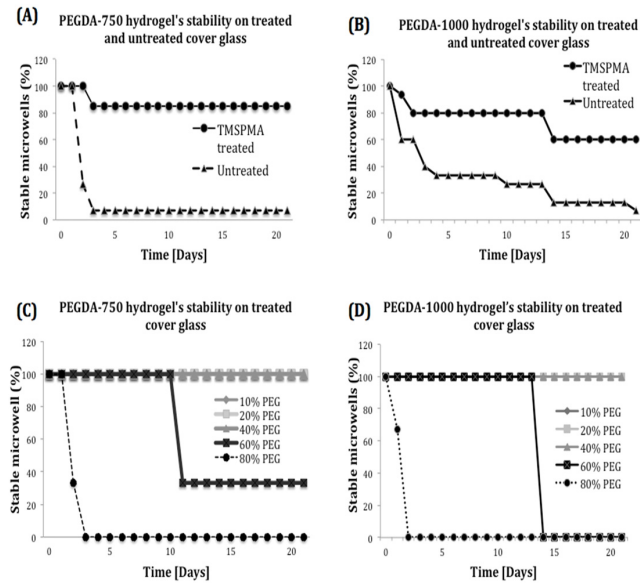 (A)
PEGDA-750 hydrogel's stability on treated
and untreated cover glass
Stable microwells (%)
120
100
80
60
40
20
0
TMSPMA
treated
Untreated
0 5 10 15 20
Time [Days]
(B)
PEGDA-1000 hydrogel's stability on treated
and untreated cover glass
Stable microwells (%)
120
100
80
60
40
20
0
TMSPMA
treated
Untreated
0 5 10 15 20
Time [Days]
(C)
PEGDA-750 hydrogel's stability on treated
cover glass
Stable microwell (%)
120
100
80
60
40
20
0
10% PEG
20% PEG
40% PEG
60% PEG
80% PEG
0 5 10 15 20
Time [Days]
(D)
PEGDA-1000 hydrogel's stability on treated
cover glass
Stable microwells (%)
120
100
80
60
40
20
0
10% PEG
20% PEG
40% PEG
60% PEG
80% PEG
0 5 10 15 20
Time [Days]